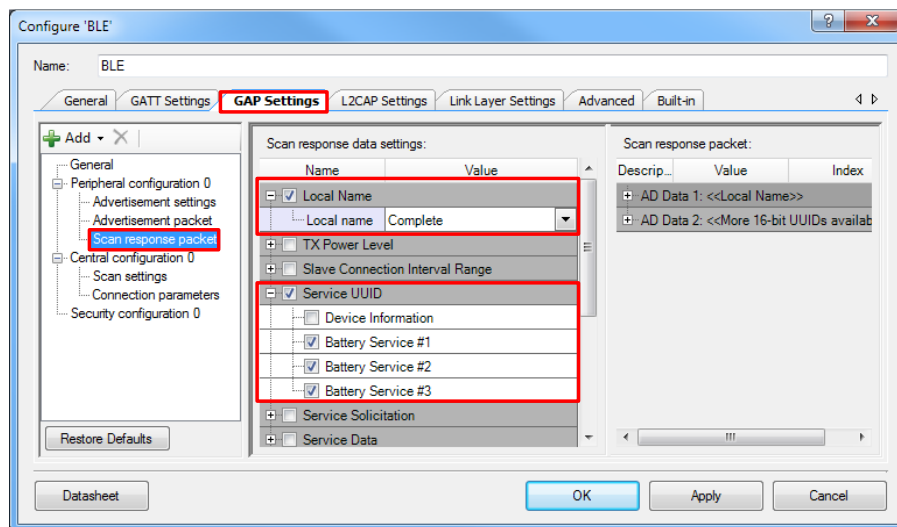 Configure 'BLE'
Name: BLE
General GATT Settings GAP Settings L2CAP Settings Link Layer Settings Advanced Built-in
Add
General
Peripheral configuration 0
Advertisement settings
Advertisement packet
Scan response packet
Central configuration 0
Scan settings
Connection parameters
Security configuration 0
Restore Defaults
Scan response data settings:
Name Value
Local Name
Local name Complete
TX Power Level
Slave Connection Interval Range
Service UUID
Device Information
Battery Service #1
Battery Service #2
Battery Service #3
Service Solicitation
Service Data
Scan response packet:
Descrip... Value Index
AD Data 1: <<Local Name>>
AD Data 2: <<More 16-bit UUIDs availab
Datasheet OK Apply Cancel